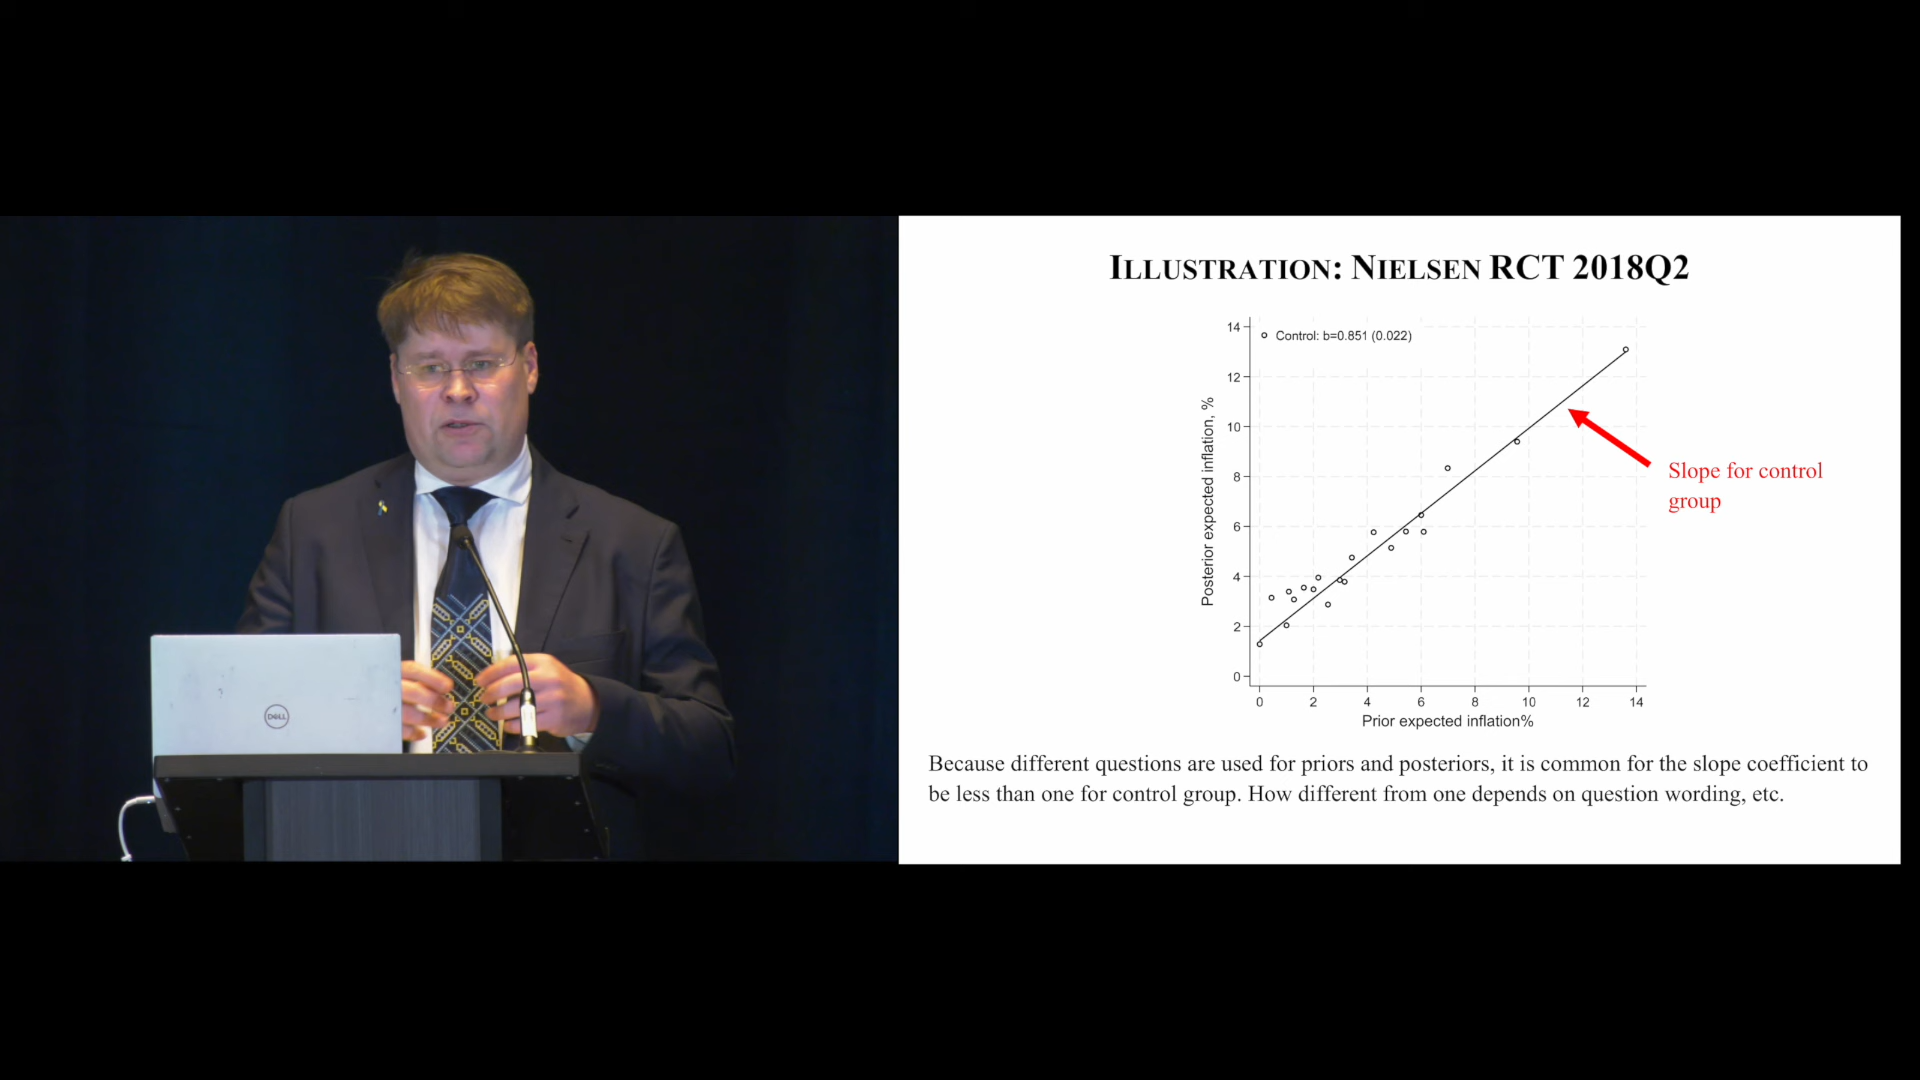 ILLUSTRATION: NIELSEN RCT 2018Q2
Control: b=0.851 (0.022)
14
12
10
8
6
4
2
0
Posterior expected inflation, %
0 2 4 6 8 10 12 14
Prior expected inflation%
Slope for control
group
Because different questions are used for priors and posteriors, it is common for the slope coefficient to
be less than one for control group. How different from one depends on question wording, etc.
DELL